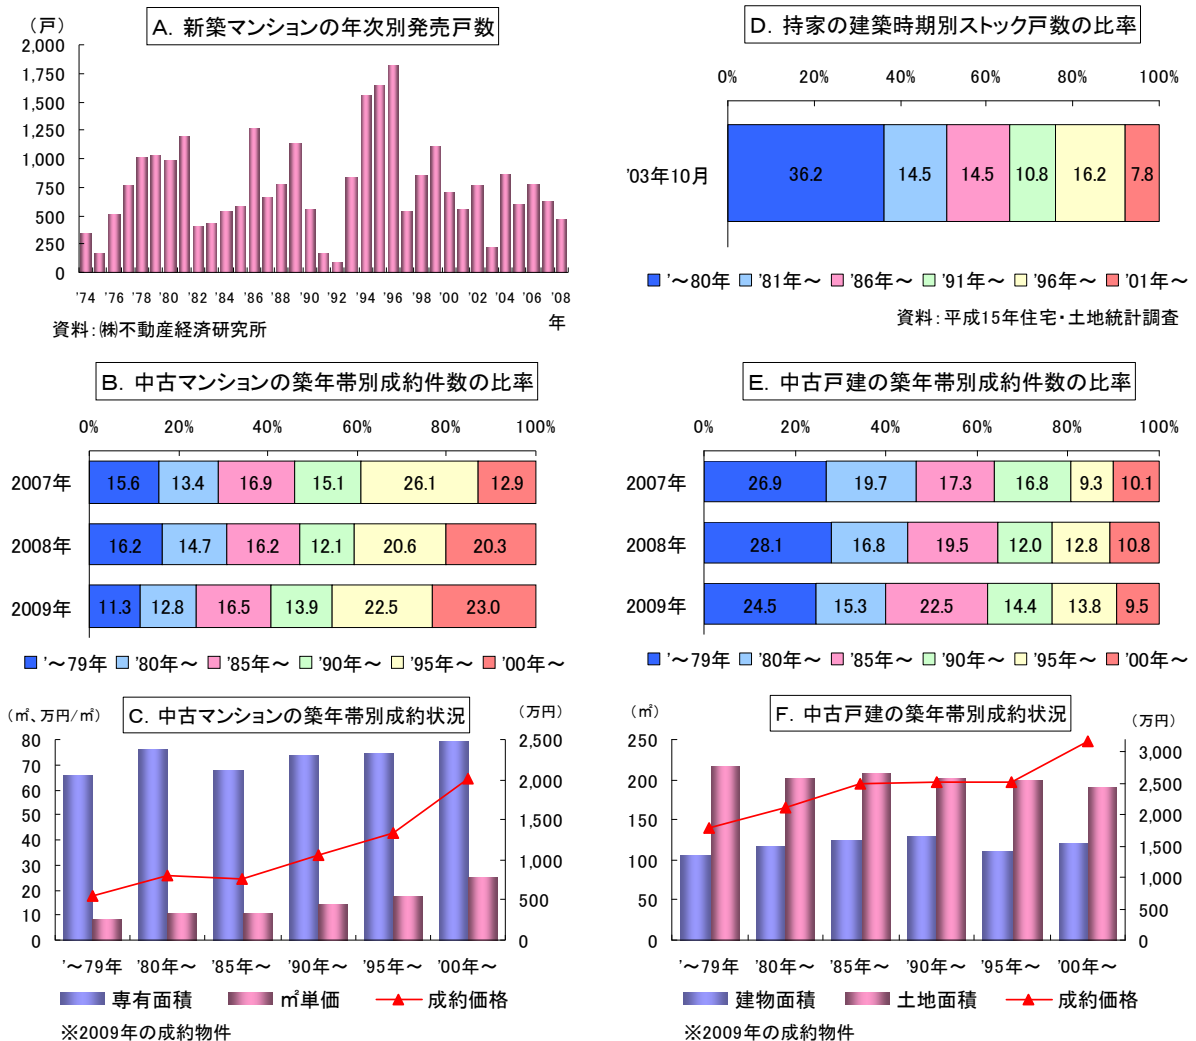 A．新築マンションの年次別発売戸数
（戸）
2,000
1,750
1,500
1,250
1,000
750
500
250
0
'74 '76 '78 '80 '82 '84 '86 '88 '90 '92 '94 '96 '98 '00 '02 '04 '06 '08
年
資料：㈱不動産経済研究所
D．持家の建築時期別ストック戸数の比率
0% 20% 40% 60% 80% 100%
'03年10月 36.2 14.5 14.5 10.8 16.2 7.8
'～80年 '81年～ '86年～ '91年～ '96年～ '01年～
資料：平成15年住宅・土地統計調査
B．中古マンションの築年帯別成約件数の比率
0% 20% 40% 60% 80% 100%
2007年 15.6 13.4 16.9 15.1 26.1 12.9
2008年 16.2 14.7 16.2 12.1 20.6 20.3
2009年 11.3 12.8 16.5 13.9 22.5 23.0
'～79年 '80年～ '85年～ '90年～ '95年～ '00年～
E．中古戸建の築年帯別成約件数の比率
0% 20% 40% 60% 80% 100%
2007年 26.9 19.7 17.3 16.8 9.3 10.1
2008年 28.1 16.8 19.5 12.0 12.8 10.8
2009年 24.5 15.3 22.5 14.4 13.8 9.5
'～79年 '80年～ '85年～ '90年～ '95年～ '00年～
C．中古マンションの築年帯別成約状況
（㎡、万円/㎡）
（万円）
80 2,500
70
60 2,000
50 1,500
40
30 1,000
20 500
10
0 0
'～79年 '80年～ '85年～ '90年～ '95年～ '00年～
専有面積 ㎡単価 成約価格
※2009年の成約物件
F．中古戸建の築年帯別成約状況
（㎡）
（万円）
250
3,000
200 2,500
150 2,000
1,500
100
1,000
50 500
0 0
'～79年 '80年～ '85年～ '90年～ '95年～ '00年～
建物面積 土地面積 成約価格
※2009年の成約物件